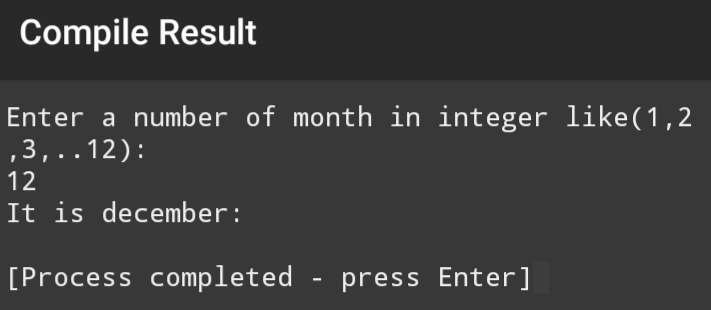 Compile Result
Enter a number of month in integer like(1,2
,3,..12):
12
It is december:
[Process completed - press Enter]